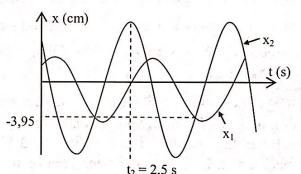 x (cm)
x₂
t (s)
-3,95
x₁
t₂ = 2,5 s